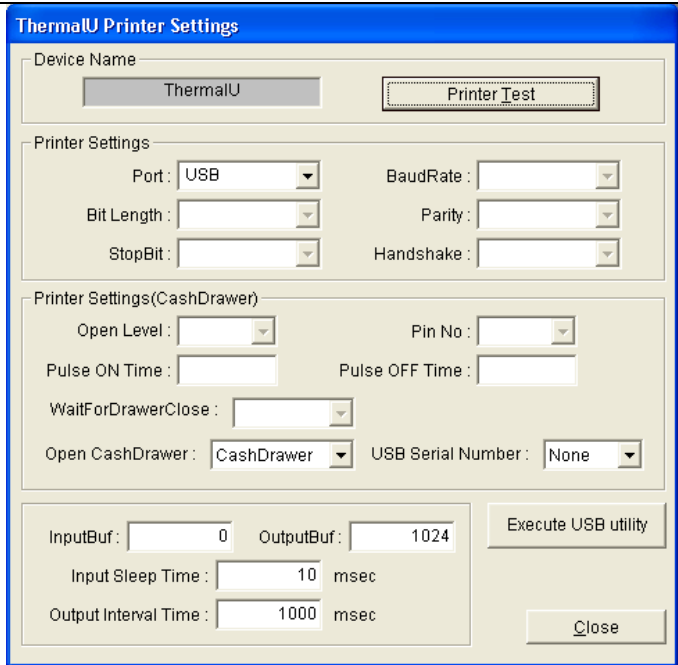 ThermalU Printer Settings
Device Name
ThermalU Printer Test
Printer Settings
Port : USB BaudRate :
Bit Length : Parity :
StopBit : Handshake :
Printer Settings(CashDrawer)
Open Level : Pin No :
Pulse ON Time : Pulse OFF Time :
WaitForDrawerClose :
Open CashDrawer : CashDrawer USB Serial Number : None
InputBuf : 0 OutputBuf : 1024 Execute USB utility
Input Sleep Time : 10 msec
Output Interval Time : 1000 msec
Close